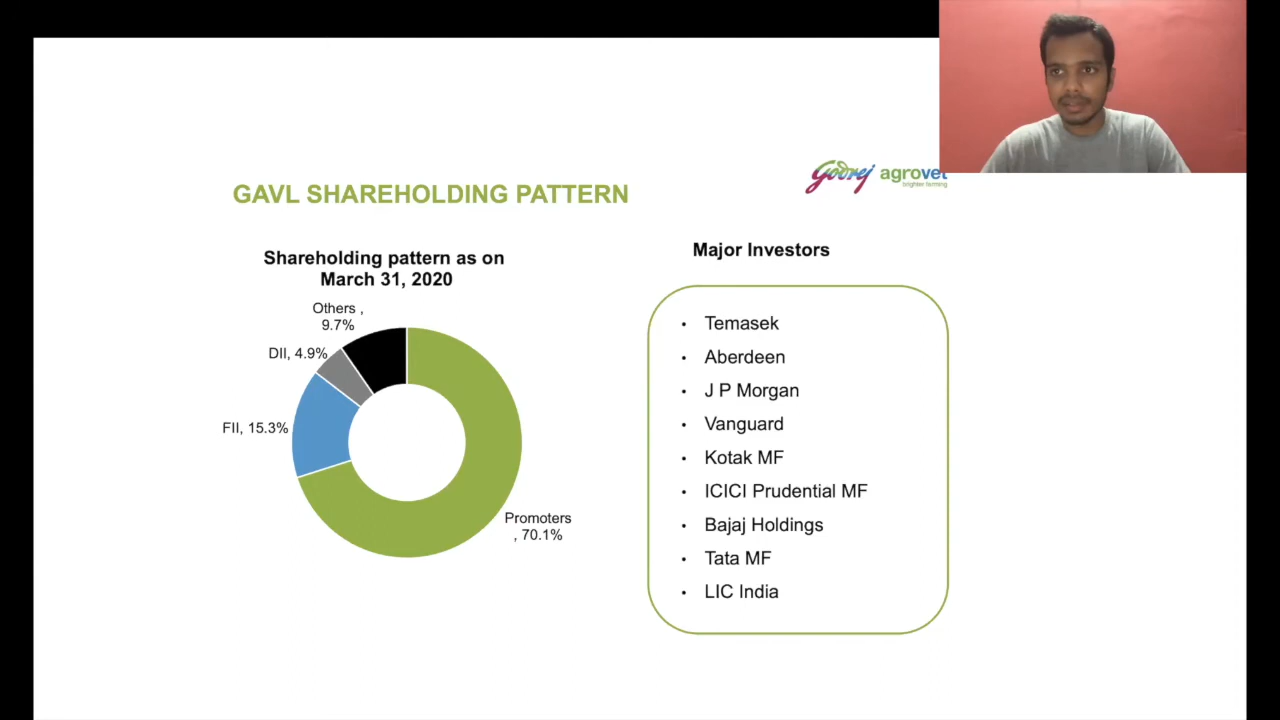 Godrej agrovet
brighter farming
GAVL SHAREHOLDING PATTERN
Shareholding pattern as on
March 31, 2020
Others ,
9.7%
DII, 4.9%
FII, 15.3%
Promoters
, 70.1%
Major Investors
• Temasek
• Aberdeen
• J P Morgan
• Vanguard
• Kotak MF
• ICICI Prudential MF
• Bajaj Holdings
• Tata MF
• LIC India